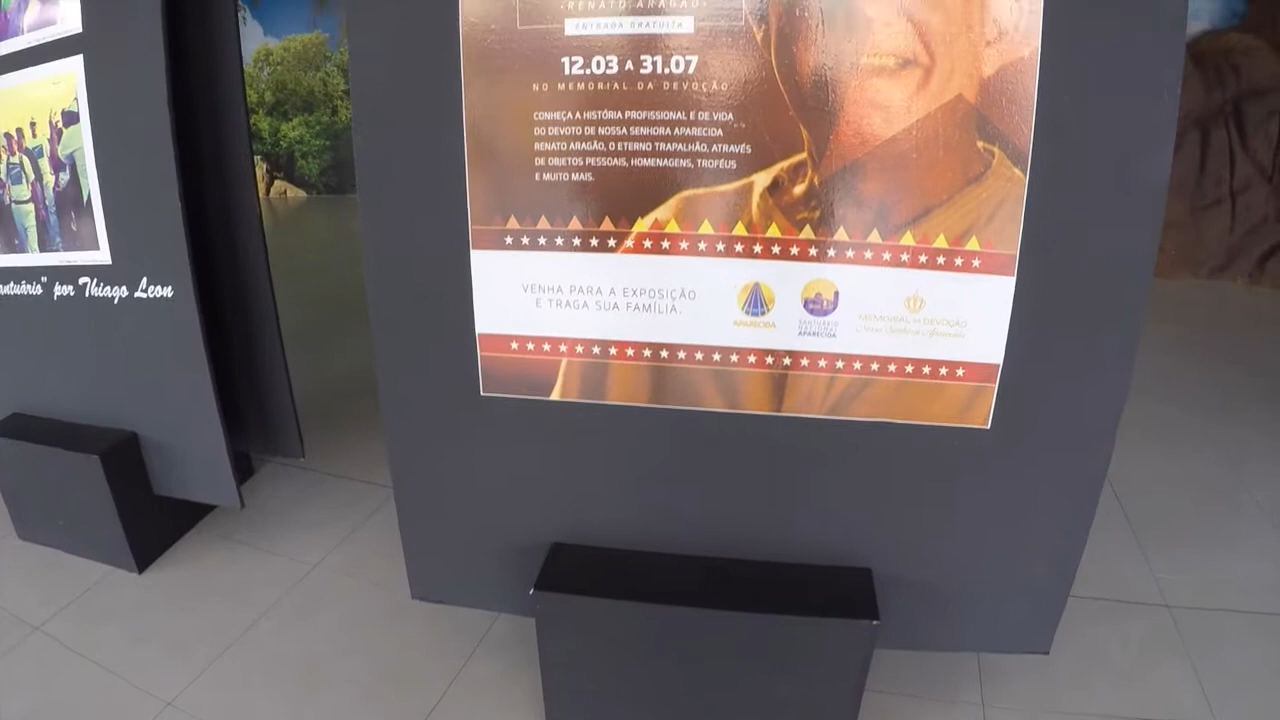 RENATO ARAGÃO
ENTRADA GRATUITA
12.03 A 31.07
NO MEMORIAL DA DEVOÇÃO
CONHEÇA A HISTÓRIA PROFISSIONAL E DE VIDA
DO DEVOTO DE NOSSA SENHORA APARECIDA
RENATO ARAGÃO, O ETERNO TRAPALHÃO, ATRAVÉS
DE OBJETOS PESSOAIS, HOMENAGENS, TROFÉUS
E MUITO MAIS.
VENHA PARA A EXPOSIÇÃO
E TRAGA SUA FAMÍLIA.
APARECIDA
SANTUÁRIO
NACIONAL
APARECIDA
MEMORIAL DA DEVOÇÃO
Nossa Senhora Aparecida
antuário" por Thiago Leon